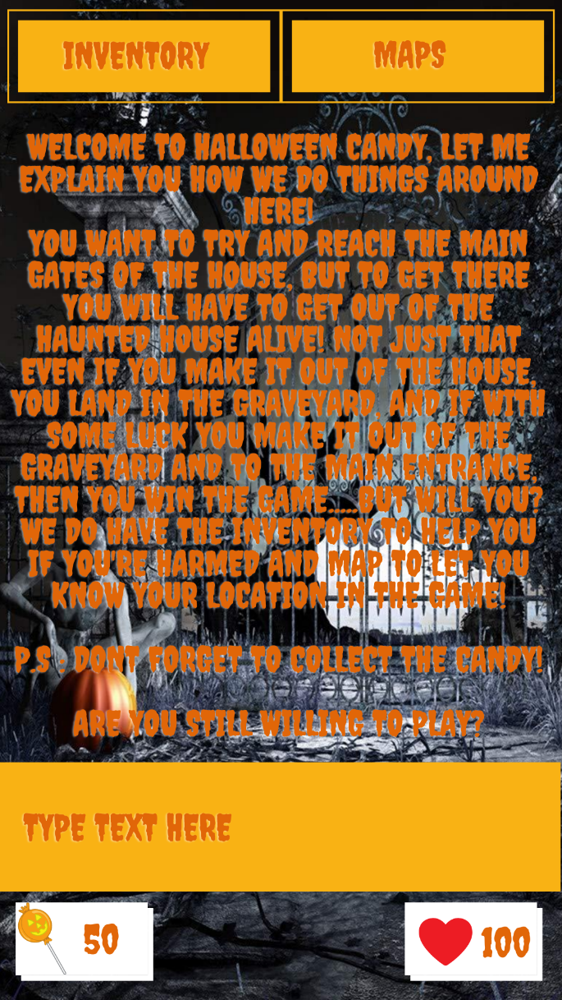 INVENTORY
MAPS
WELCOME TO HALLOWEEN CANDY, LET ME
EXPLAIN YOU HOW WE DO THINGS AROUND
HERE!
YOU WANT TO TRY AND REACH THE MAIN
GATES OF THE HOUSE, BUT TO GET THERE
YOU WILL HAVE TO GET OUT OF THE
HAUNTED HOUSE ALIVE! NOT JUST THAT
EVEN IF YOU MAKE IT OUT OF THE HOUSE,
YOU LAND IN THE GRAVEYARD, AND IF WITH
SOME LUCK YOU MAKE IT OUT OF THE
GRAVEYARD AND TO THE MAIN ENTRANCE,
THEN YOU WIN THE GAME.....BUT WILL YOU?
WE DO HAVE THE INVENTORY TO HELP YOU
IF YOU'RE HARMED AND MAP TO LET YOU
KNOW YOUR LOCATION IN THE GAME!
P.S : DONT FORGET TO COLLECT THE CANDY!
ARE YOU STILL WILLING TO PLAY?
TYPE TEXT HERE
50
100